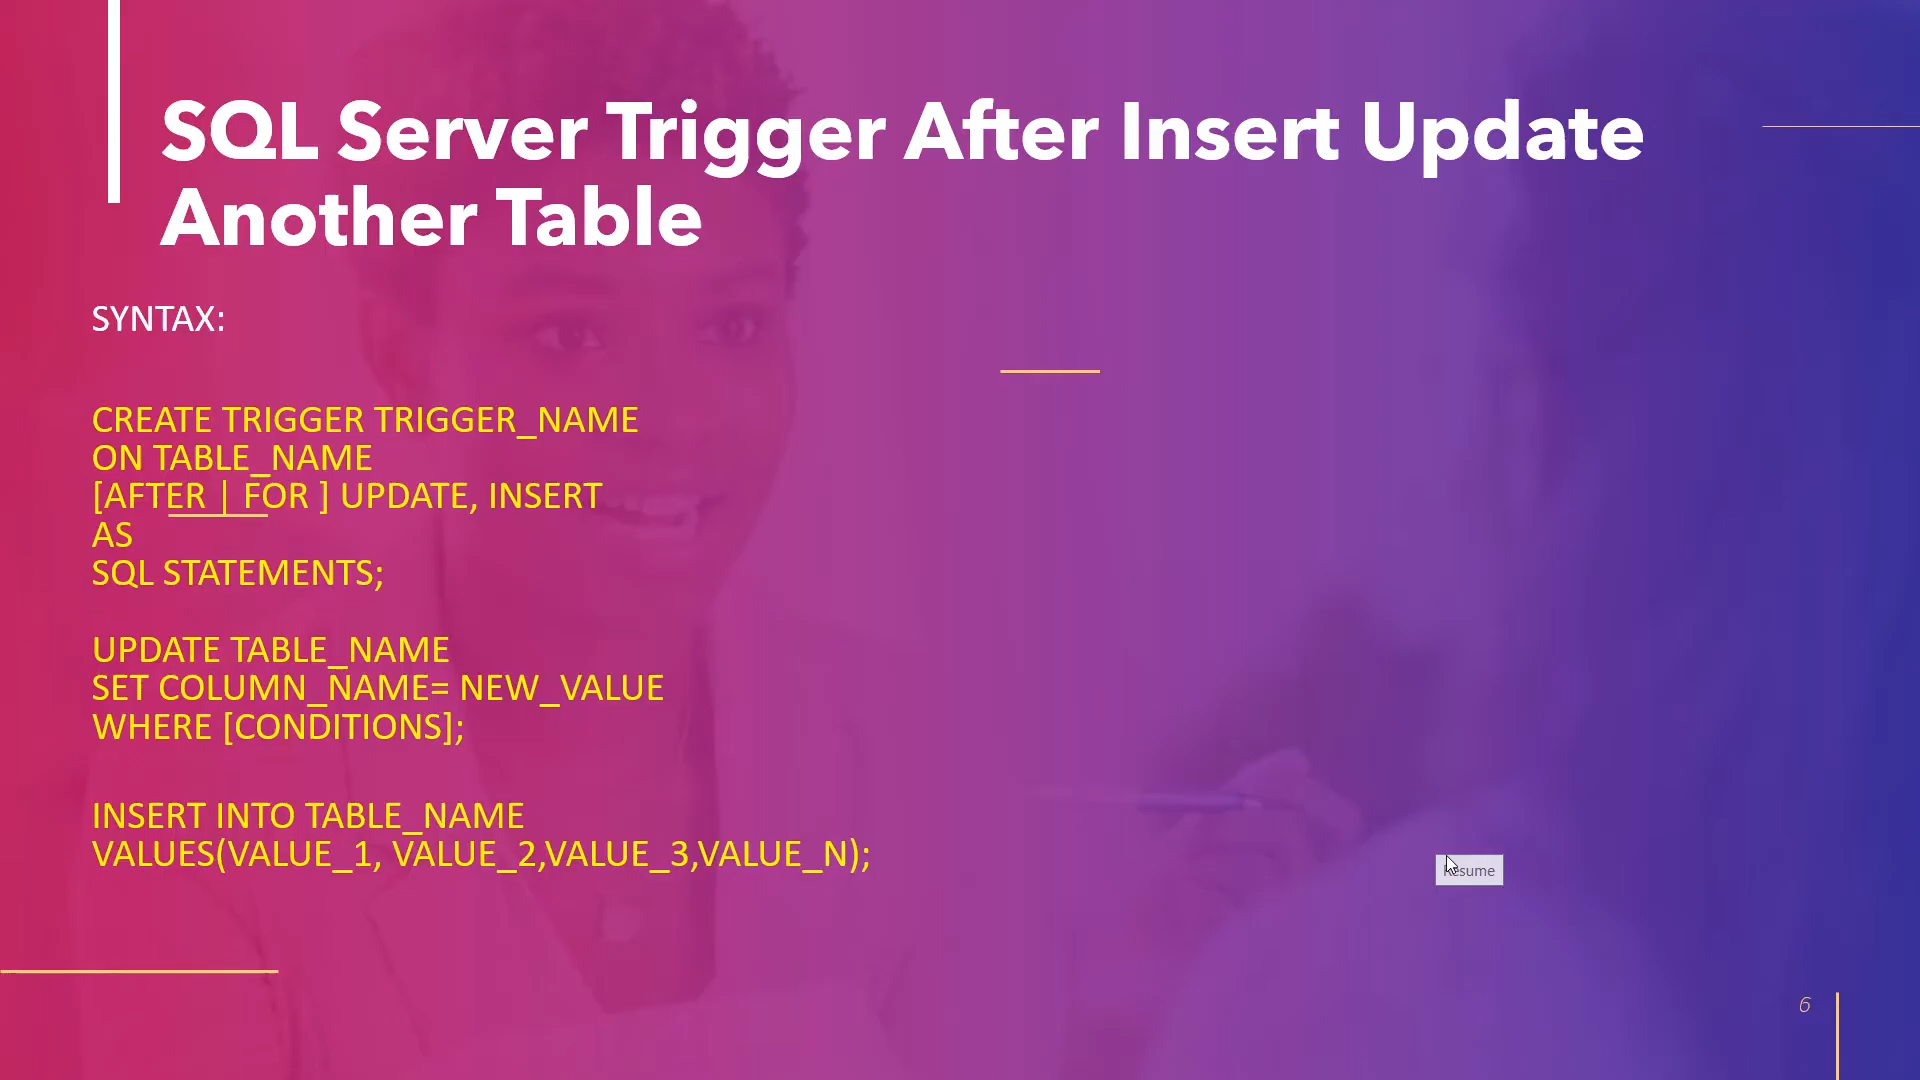 SQL Server Trigger After Insert Update
Another Table
SYNTAX:
CREATE TRIGGER TRIGGER_NAME
ON TABLE_NAME
[AFTER | FOR ] UPDATE, INSERT
AS
SQL STATEMENTS;
UPDATE TABLE_NAME
SET COLUMN_NAME= NEW_VALUE
WHERE [CONDITIONS];
INSERT INTO TABLE_NAME
VALUES(VALUE_1, VALUE_2,VALUE_3,VALUE_N);
Resume
6